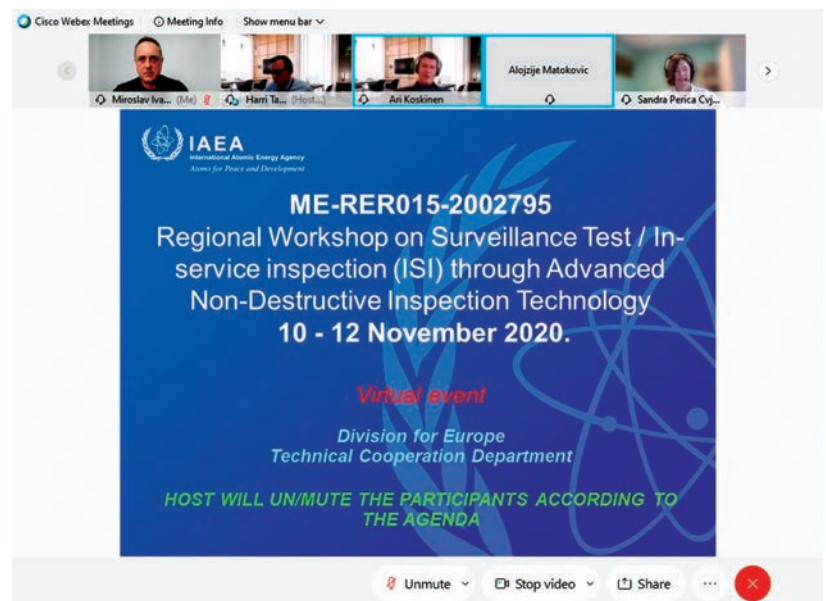 Cisco Webex Meetings Meeting Info Show menu bar
Miroslav Iva... (Me) Harri Ta... (Host...) Ari Koskinen Alojzije Matokovic Sandra Perica Cvj...
IAEA
International Atomic Energy Agency
Atoms for Peace and Development
ME-RER015-2002795
Regional Workshop on Surveillance Test / In-
service inspection (ISI) through Advanced
Non-Destructive Inspection Technology
10 - 12 November 2020.
Virtual event
Division for Europe
Technical Cooperation Department
HOST WILL UN/MUTE THE PARTICIPANTS ACCORDING TO
THE AGENDA
Unmute Stop video Share ...